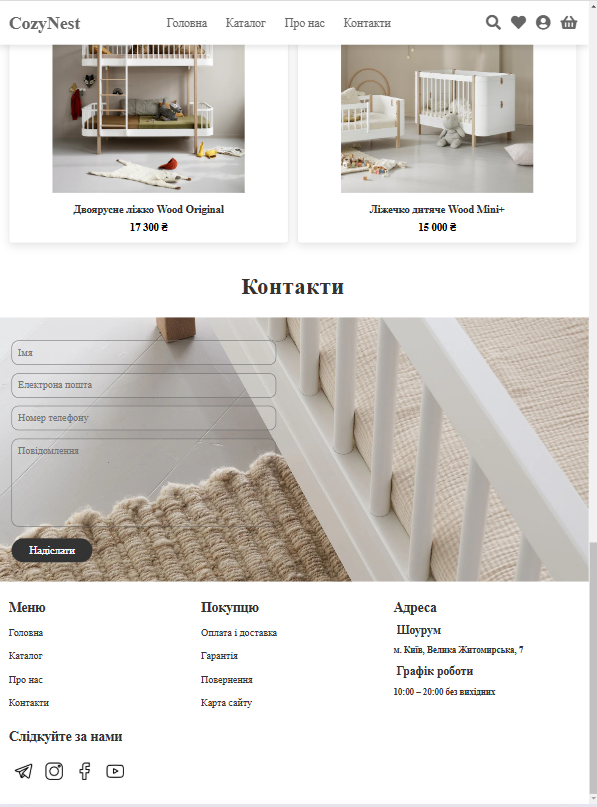 CozyNest
Головна Каталог Про нас Контакти
Двоярусне ліжко Wood Original
17 300 ₴
Ліжечко дитяче Wood Mini+
15 000 ₴
Контакти
Імя
Електрона пошта
Номер телефону
Повідомлення
Надіслати
Меню
Головна
Каталог
Про нас
Контакти
Покупцю
Оплата і доставка
Гарантія
Повернення
Карта сайту
Адреса
Шоурум
м. Київ, Велика Житомирська, 7
Графік роботи
10:00 – 20:00 без вихідних
Слідкуйте за нами